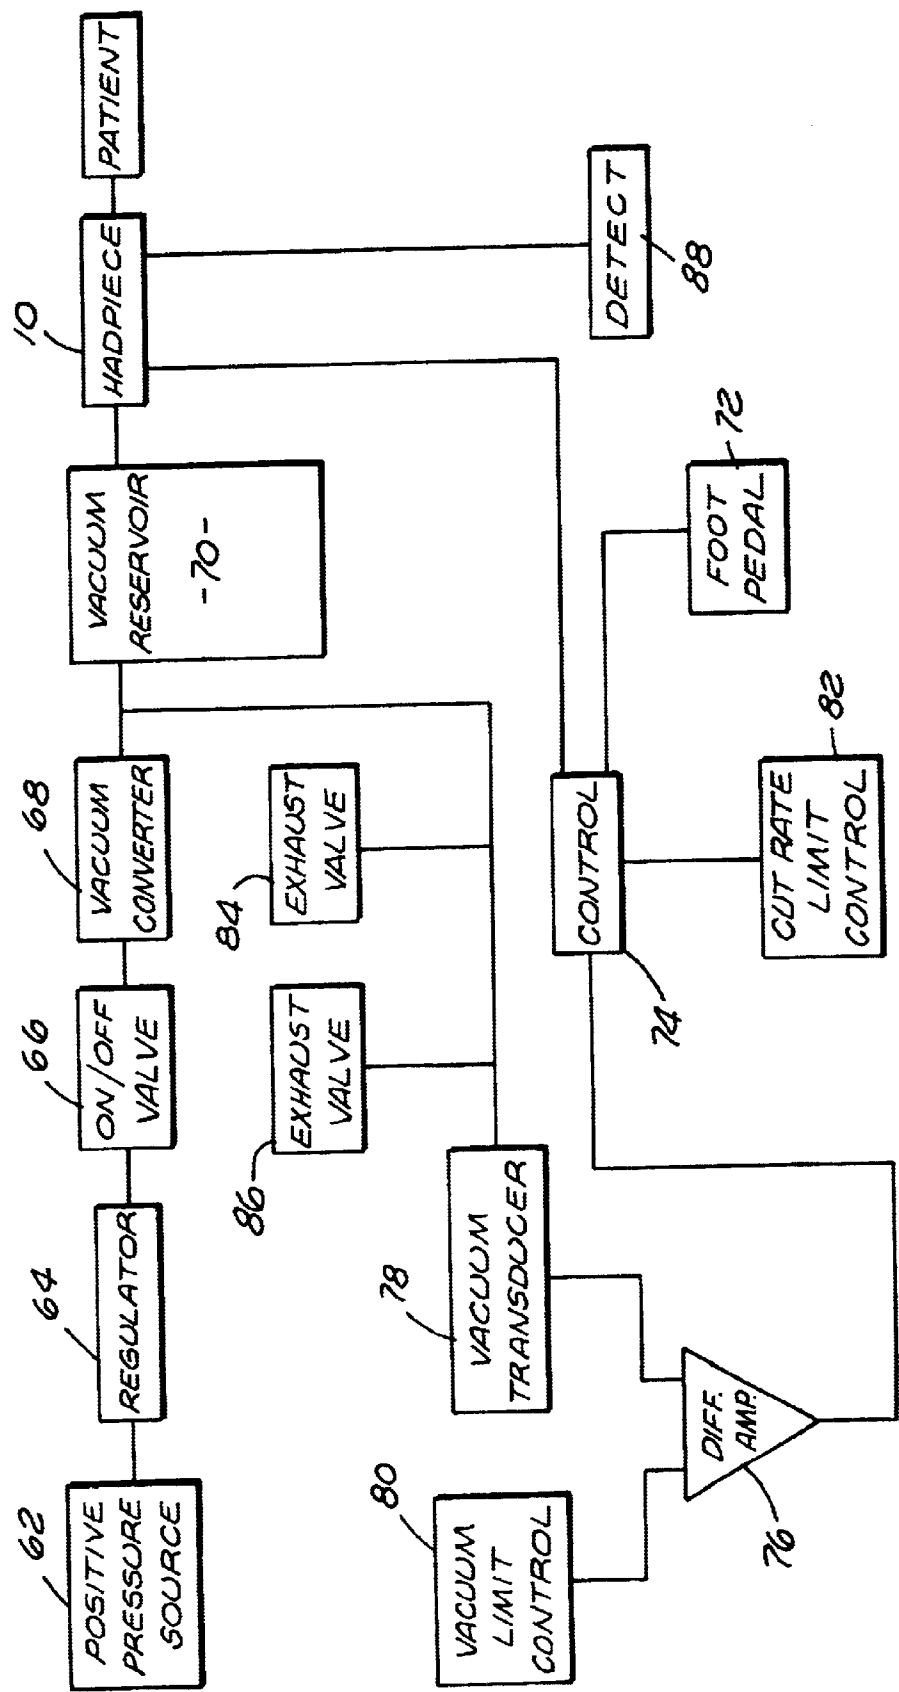 62
POSITIVE
PRESSURE
SOURCE
64
REGULATOR
66
ON/OFF
VALVE
68
VACUUM
CONVERTER
VACUUM
RESERVOIR
-70-
10
HADPIECE
PATIENT
86
EXHAUST
VALVE
84
EXHAUST
VALVE
80
VACUUM
LIMIT
CONTROL
78
VACUUM
TRANSDUCER
DIFF.
AMP.
76
CONTROL
74
CUT RATE
LIMIT
CONTROL
82
FOOT
PEDAL
72
DETECT
88